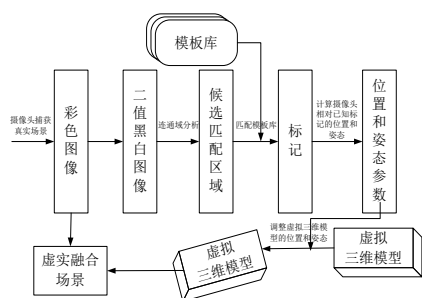 模板库
摄像头捕获
真实场景
彩色图像
二值黑白图像
连通域分析
候选匹配区域
匹配模板库
标记
计算摄像头
相对已知标
记的位置和
姿态
位置和姿态参数
调整虚拟三维模
型的位置和姿态
虚拟
三维模型
虚拟
三维模型
虚实融合
场景